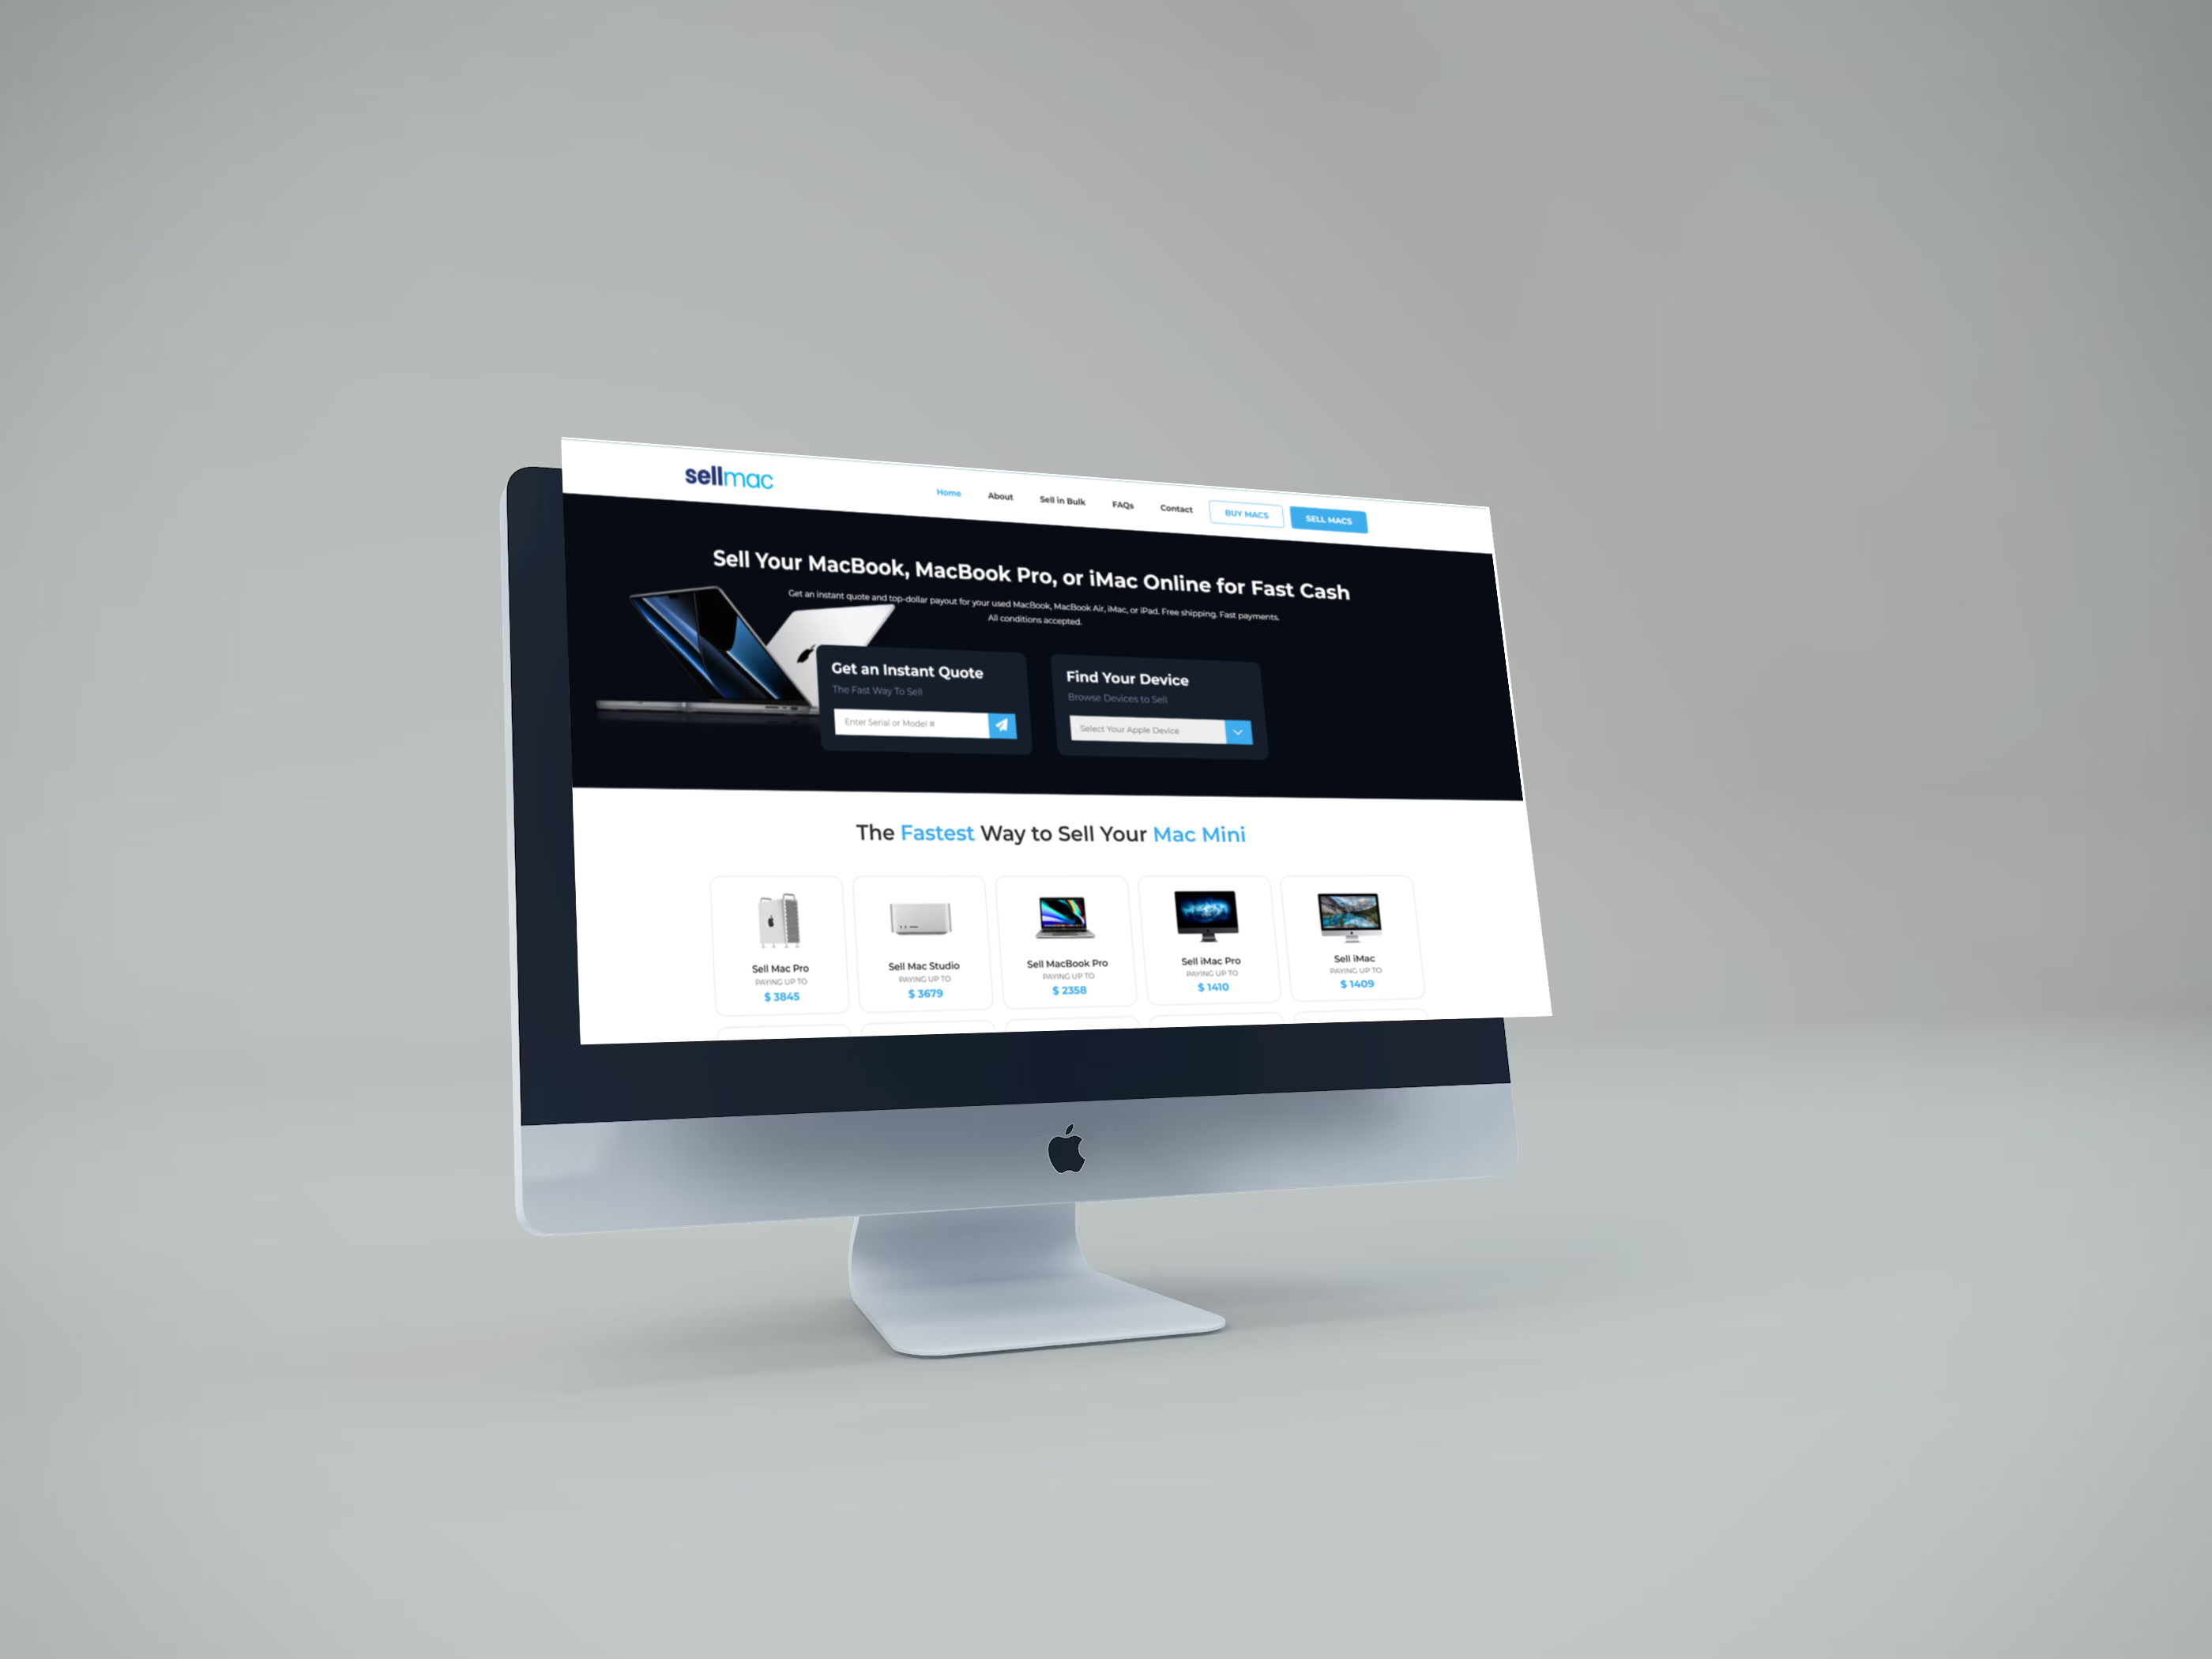 sellmac
Home About Sell in Bulk FAQs Contact BUY MACS SELL MACS
Sell Your MacBook, MacBook Pro, or iMac Online for Fast Cash
Get an instant quote and top-dollar payout for your used MacBook, MacBook Air, iMac, or iPad. Free shipping. Fast payments.
All conditions accepted.
Get an Instant Quote
The Fast Way To Sell
Enter Serial or Model #
Find Your Device
Browse Devices to Sell
Select Your Apple Device
The Fastest Way to Sell Your Mac Mini
Sell Mac Pro
PAYING UP TO
$ 3845
Sell Mac Studio
PAYING UP TO
$ 3679
Sell MacBook Pro
PAYING UP TO
$ 2358
Sell iMac Pro
PAYING UP TO
$ 1410
Sell iMac
PAYING UP TO
$ 1409